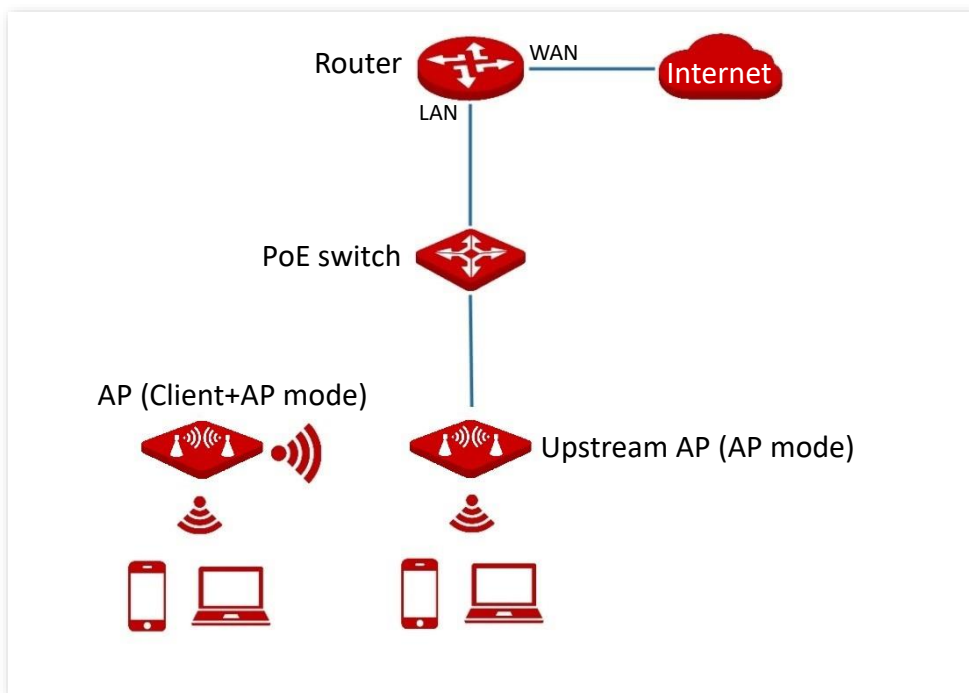 Router
WAN
Internet
LAN
PoE switch
AP (Client+AP mode)
Upstream AP (AP mode)